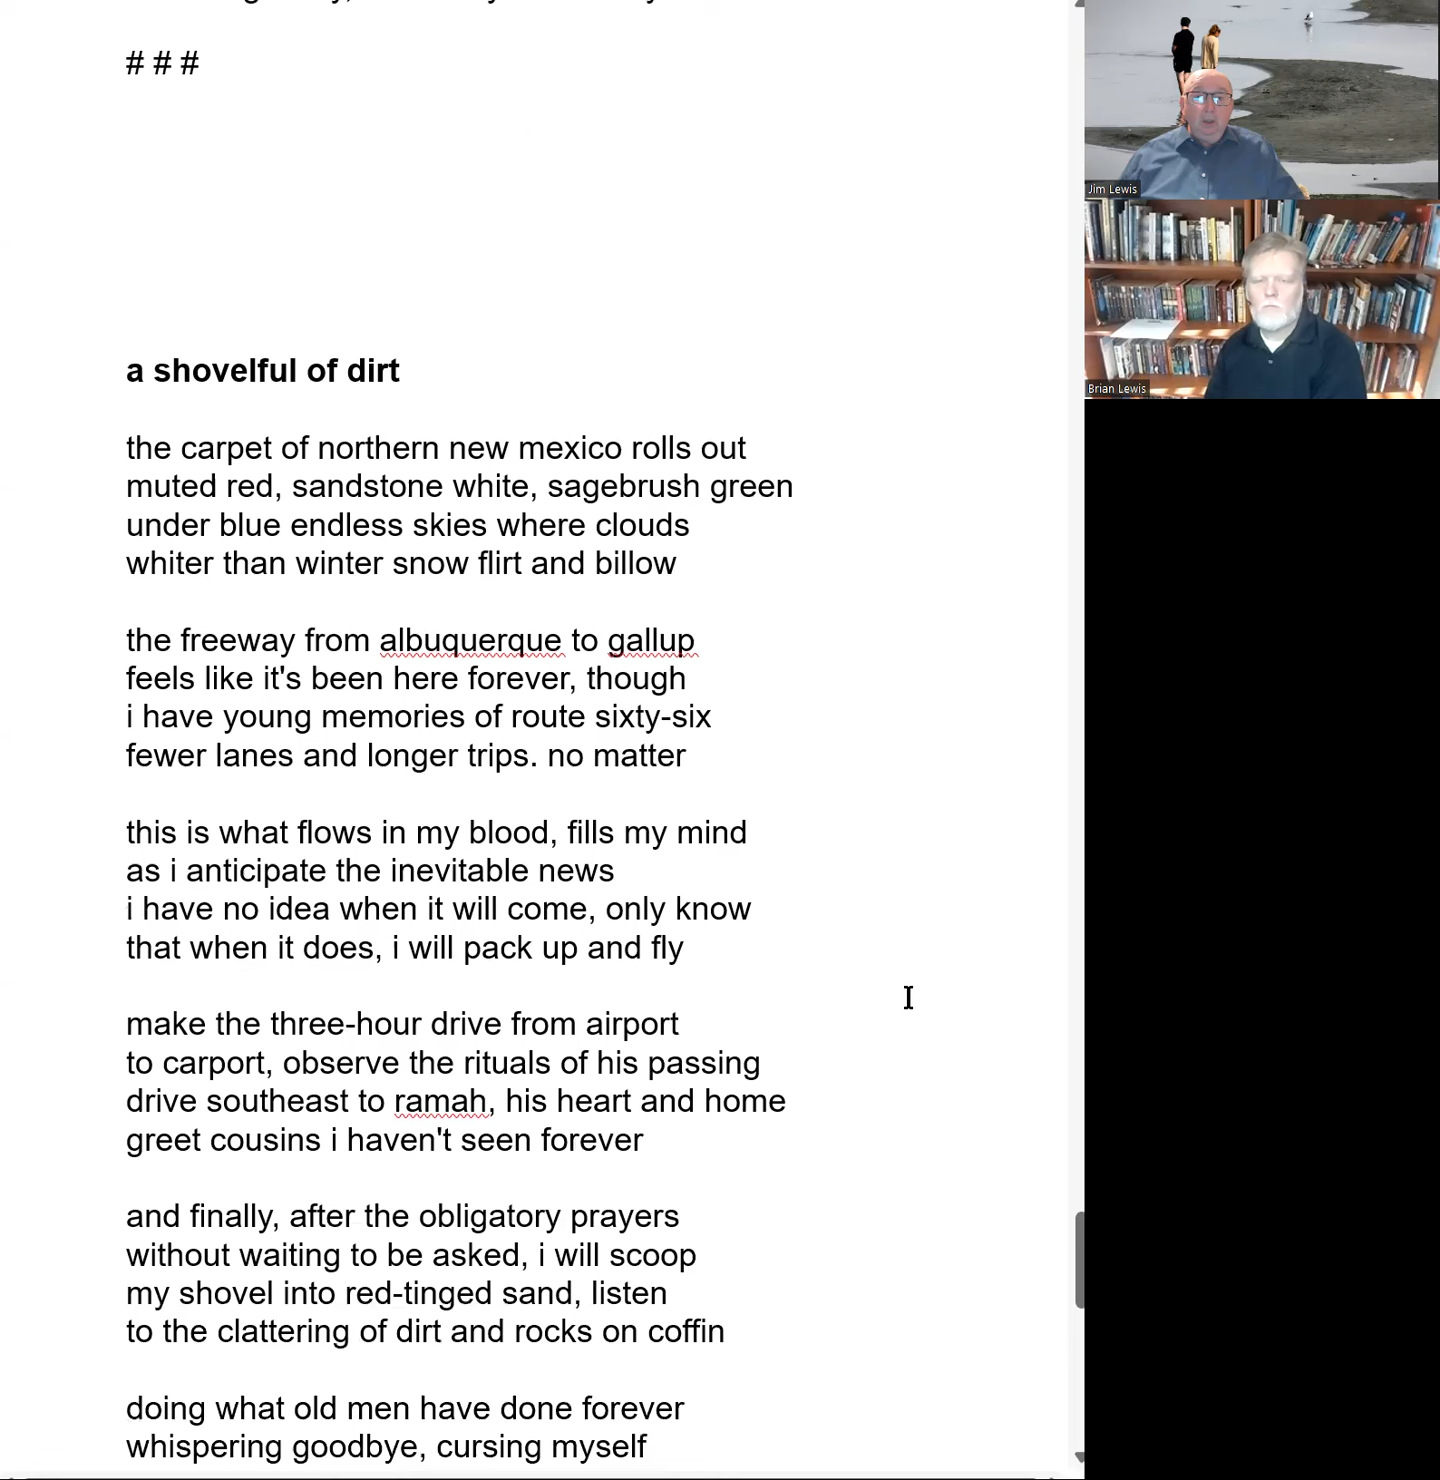 # # #
a shovelful of dirt
the carpet of northern new mexico rolls out
muted red, sandstone white, sagebrush green
under blue endless skies where clouds
whiter than winter snow flirt and billow
the freeway from albuquerque to gallup
feels like it's been here forever, though
i have young memories of route sixty-six
fewer lanes and longer trips. no matter
this is what flows in my blood, fills my mind
as i anticipate the inevitable news
i have no idea when it will come, only know
that when it does, i will pack up and fly
make the three-hour drive from airport
to carport, observe the rituals of his passing
drive southeast to ramah, his heart and home
greet cousins i haven't seen forever
and finally, after the obligatory prayers
without waiting to be asked, i will scoop
my shovel into red-tinged sand, listen
to the clattering of dirt and rocks on coffin
doing what old men have done forever
whispering goodbye, cursing myself
Jim Lewis
Brian Lewis